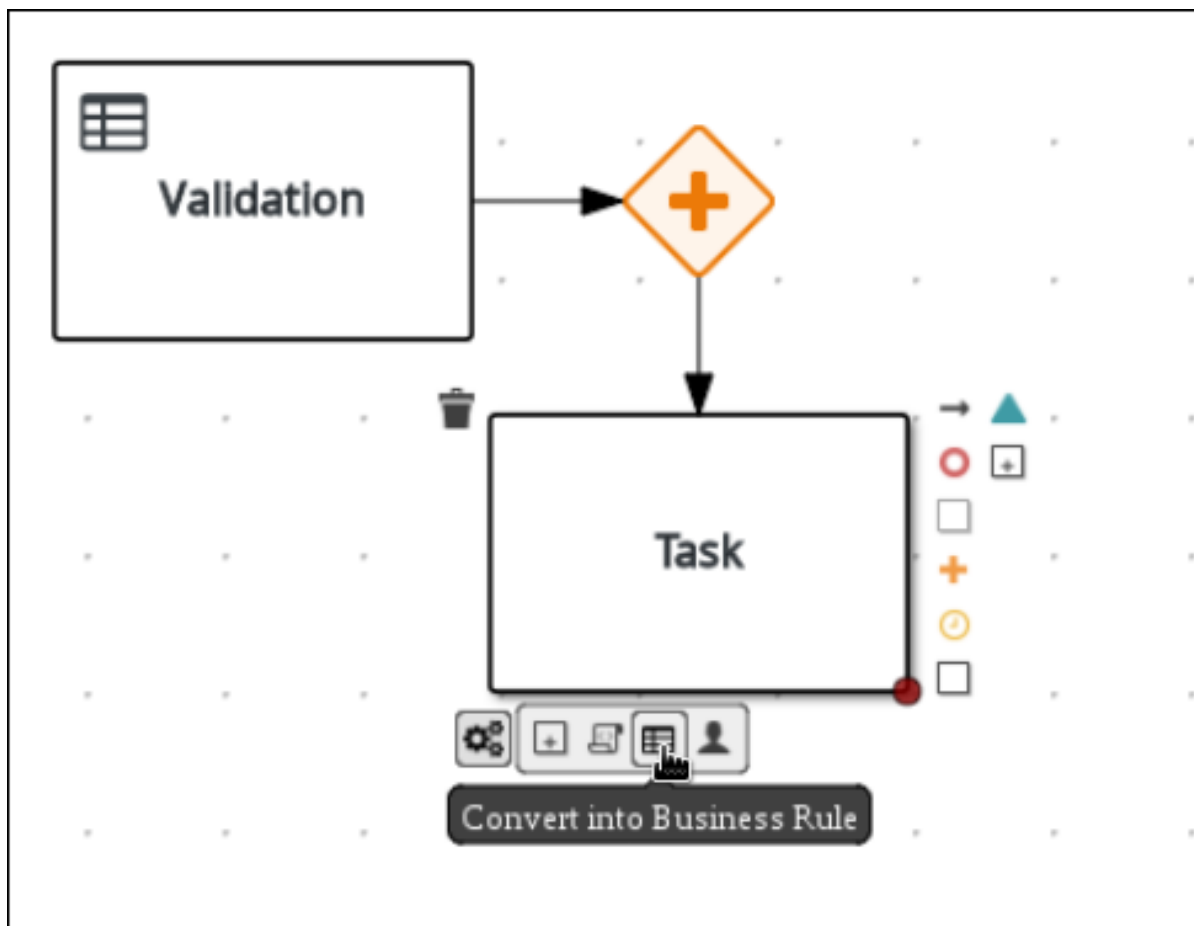 Validation
Task
Convert into Business Rule